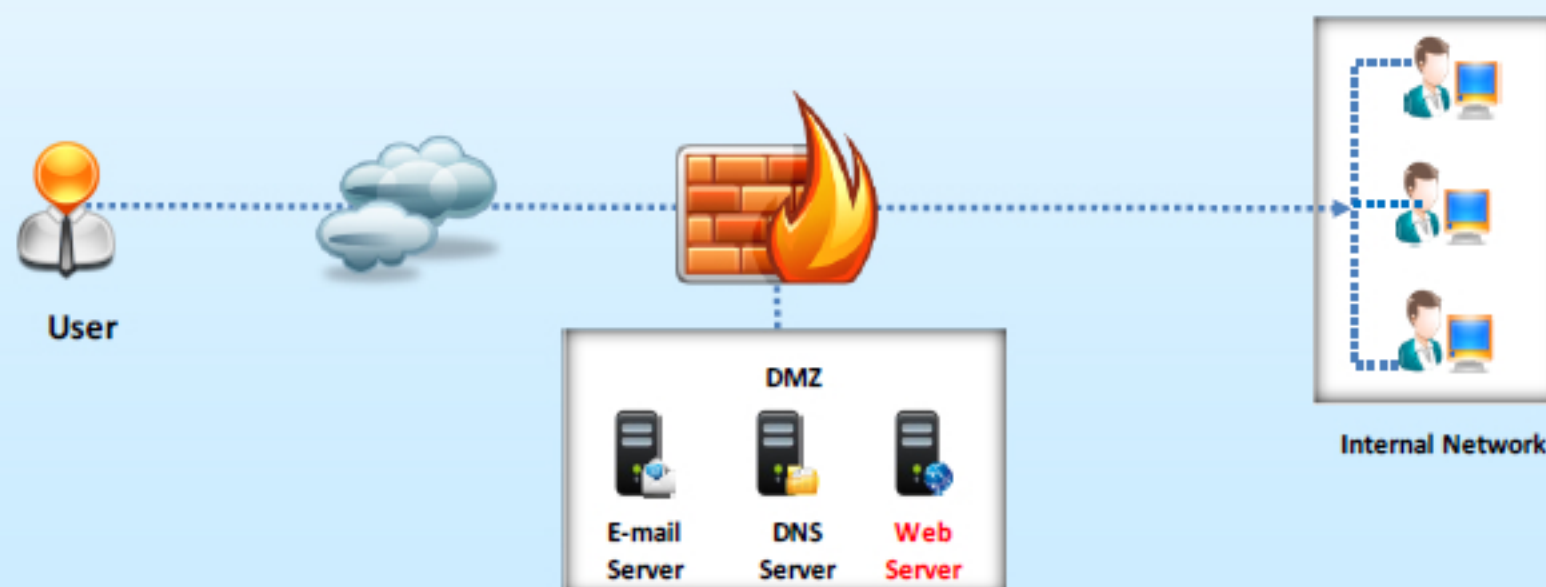 User
DMZ
E-mail Server
DNS Server
Web Server
Internal Network